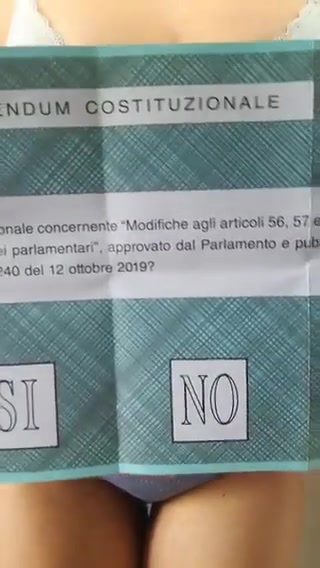 ENDUM COSTITUZIONALE
onale concernente "Modifiche agli articoli 56, 57 e
ei parlamentari", approvato dal Parlamento e pub
240 del 12 ottobre 2019?
SI NO